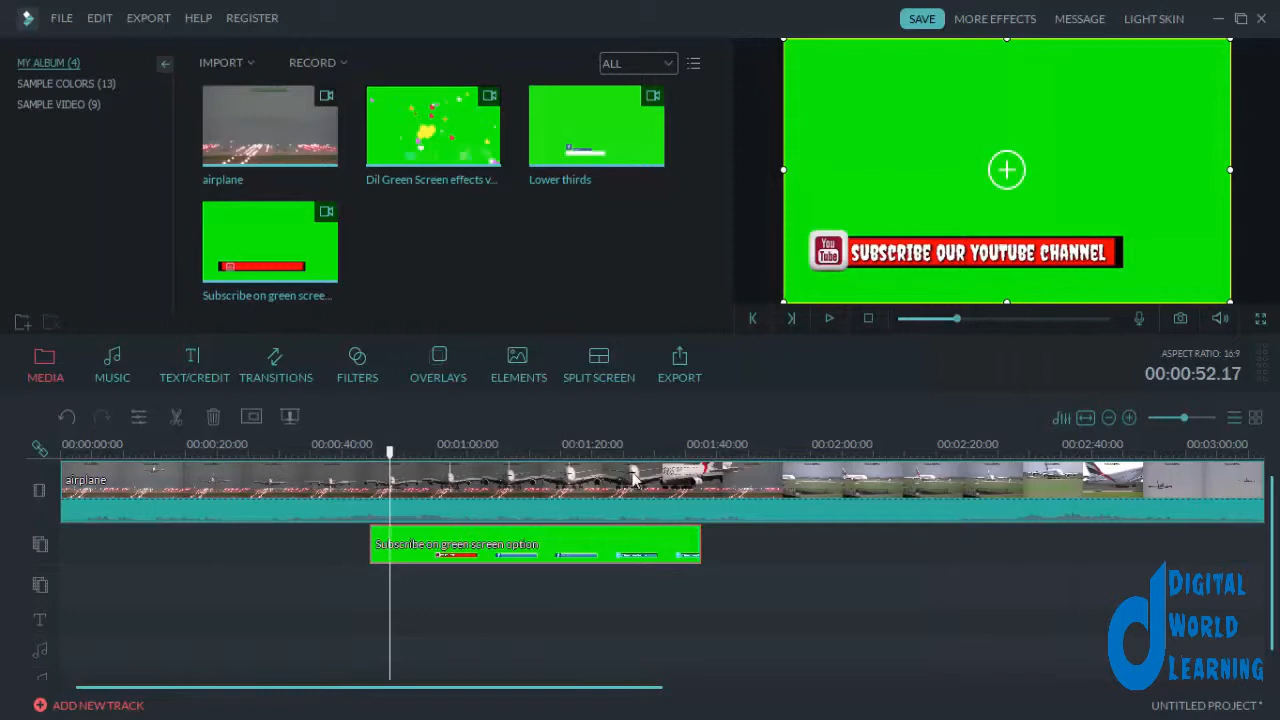 FILE EDIT EXPORT HELP REGISTER SAVE MORE EFFECTS MESSAGE LIGHT SKIN
MY ALBUM (4)
SAMPLE COLORS (13)
SAMPLE VIDEO (9)
IMPORT RECORD ALL
airplane Dil Green Screen effects v... Lower thirds
Subscribe on green scree...
You
Tube
SUBSCRIBE OUR YOUTUBE CHANNEL
MEDIA MUSIC TEXT/CREDIT TRANSITIONS FILTERS OVERLAYS ELEMENTS SPLIT SCREEN EXPORT
ASPECT RATIO: 16:9
00:00:52.17
00:00:00:00 00:00:20:00 00:00:40:00 00:01:00:00 00:01:20:00 00:01:40:00 00:02:00:00 00:02:20:00 00:02:40:00 00:03:00:00
airplane
Subscribe on green screen option
DIGITAL
WORLD
LEARNING
ADD NEW TRACK
UNTITLED PROJECT *